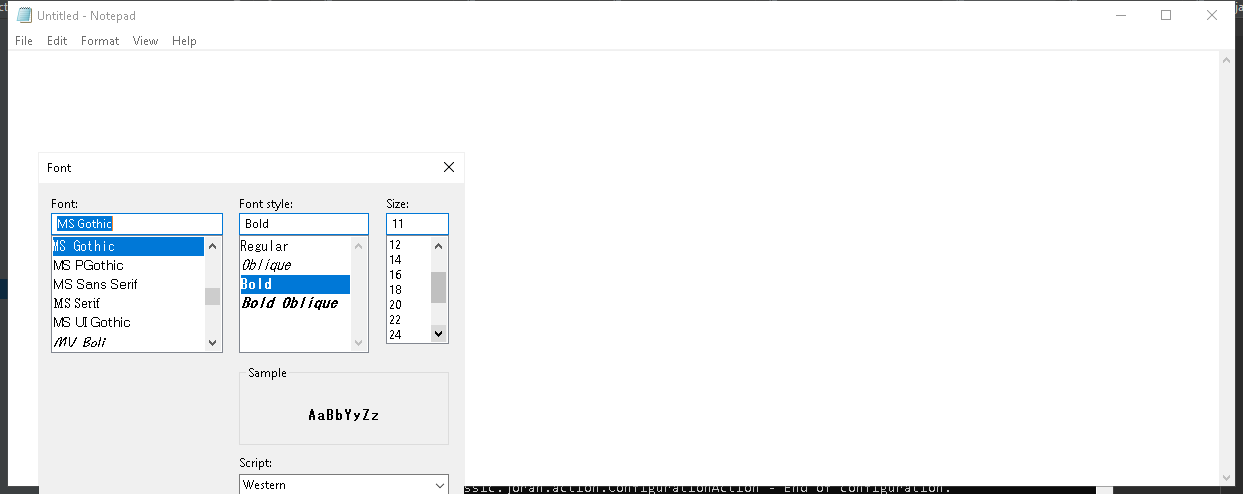 Untitled - Notepad
File Edit Format View Help
Font
Font: Font style: Size:
MS Gothic Bold 11
MS Gothic Regular 12
MS PGothic Oblique 14
MS Sans Serif Bold 16
MS Serif Bold Oblique 18
MS UI Gothic 20
MV Boli 22
24
Sample
AaBbYyZz
Script:
Western
ssic.joran.action.ConfigurationAction - End of configuration.